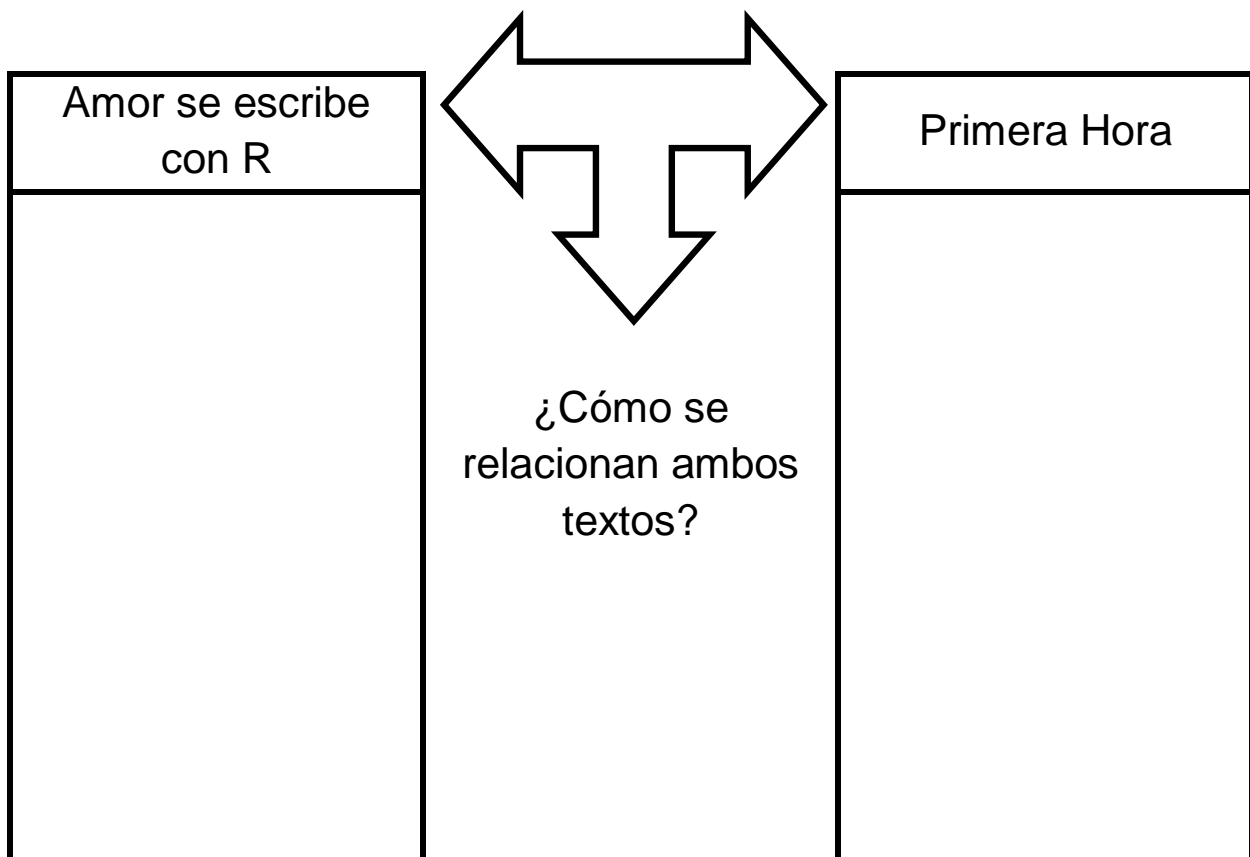 Amor se escribe
con R
Primera Hora
¿Cómo se
relacionan ambos
textos?